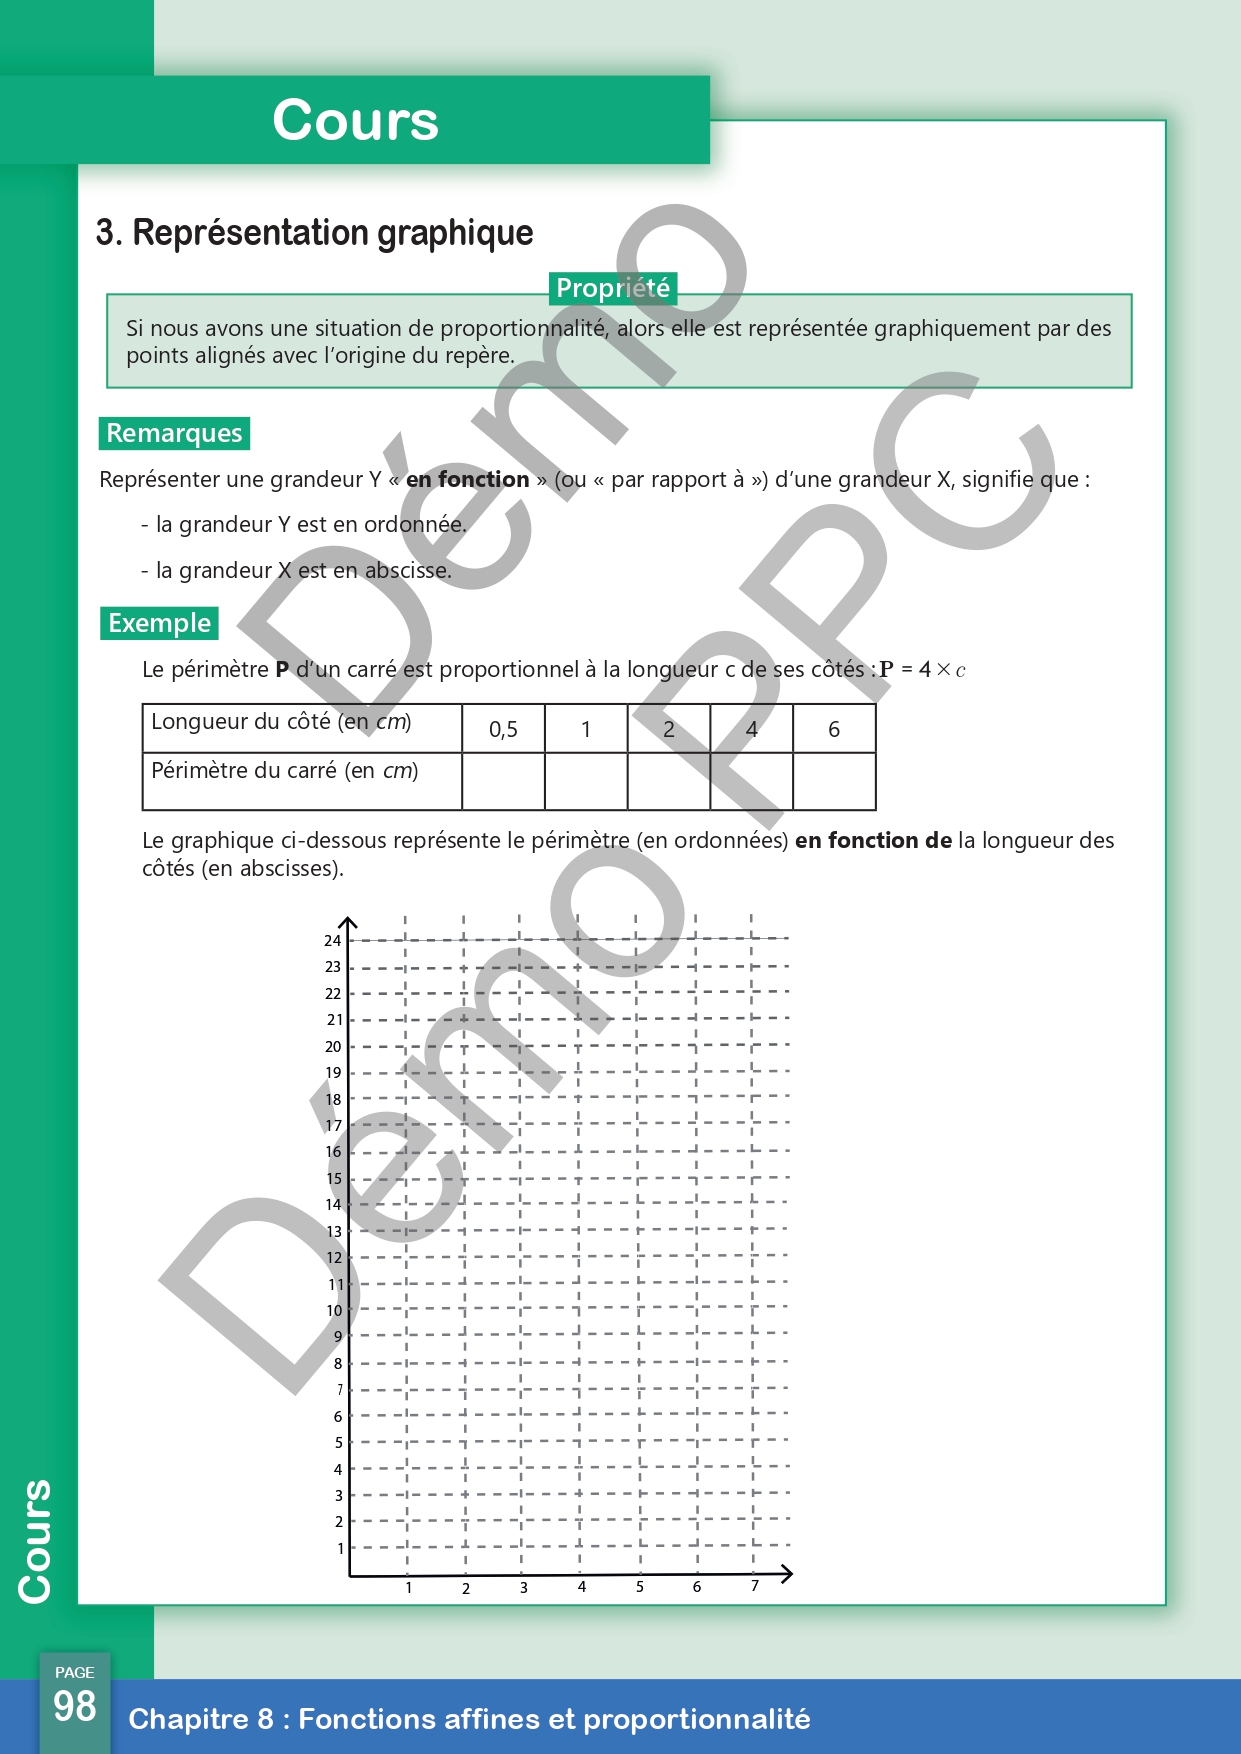 Cours
3. Représentation graphique
Propriété
Si nous avons une situation de proportionnalité, alors elle est représentée graphiquement par des
points alignés avec l'origine du repère.
Remarques
Représenter une grandeur Y « en fonction » (ou « par rapport à ») d'une grandeur X, signifie que :
- la grandeur Y est en ordonnée.
- la grandeur X est en abscisse.
Exemple
Le périmètre P d'un carré est proportionnel à la longueur c de ses côtés : P = 4 × c
Longueur du côté (en cm) 0,5 1 2 4 6
Périmètre du carré (en cm)
Le graphique ci-dessous représente le périmètre (en ordonnées) en fonction de la longueur des
côtés (en abscisses).
24
23
22
21
20
19
18
17
16
15
14
13
12
11
10
9
8
7
6
5
4
3
2
1
1 2 3 4 5 6 7
Démo
Démo PPC
Cours
PAGE
98
Chapitre 8 : Fonctions affines et proportionnalité